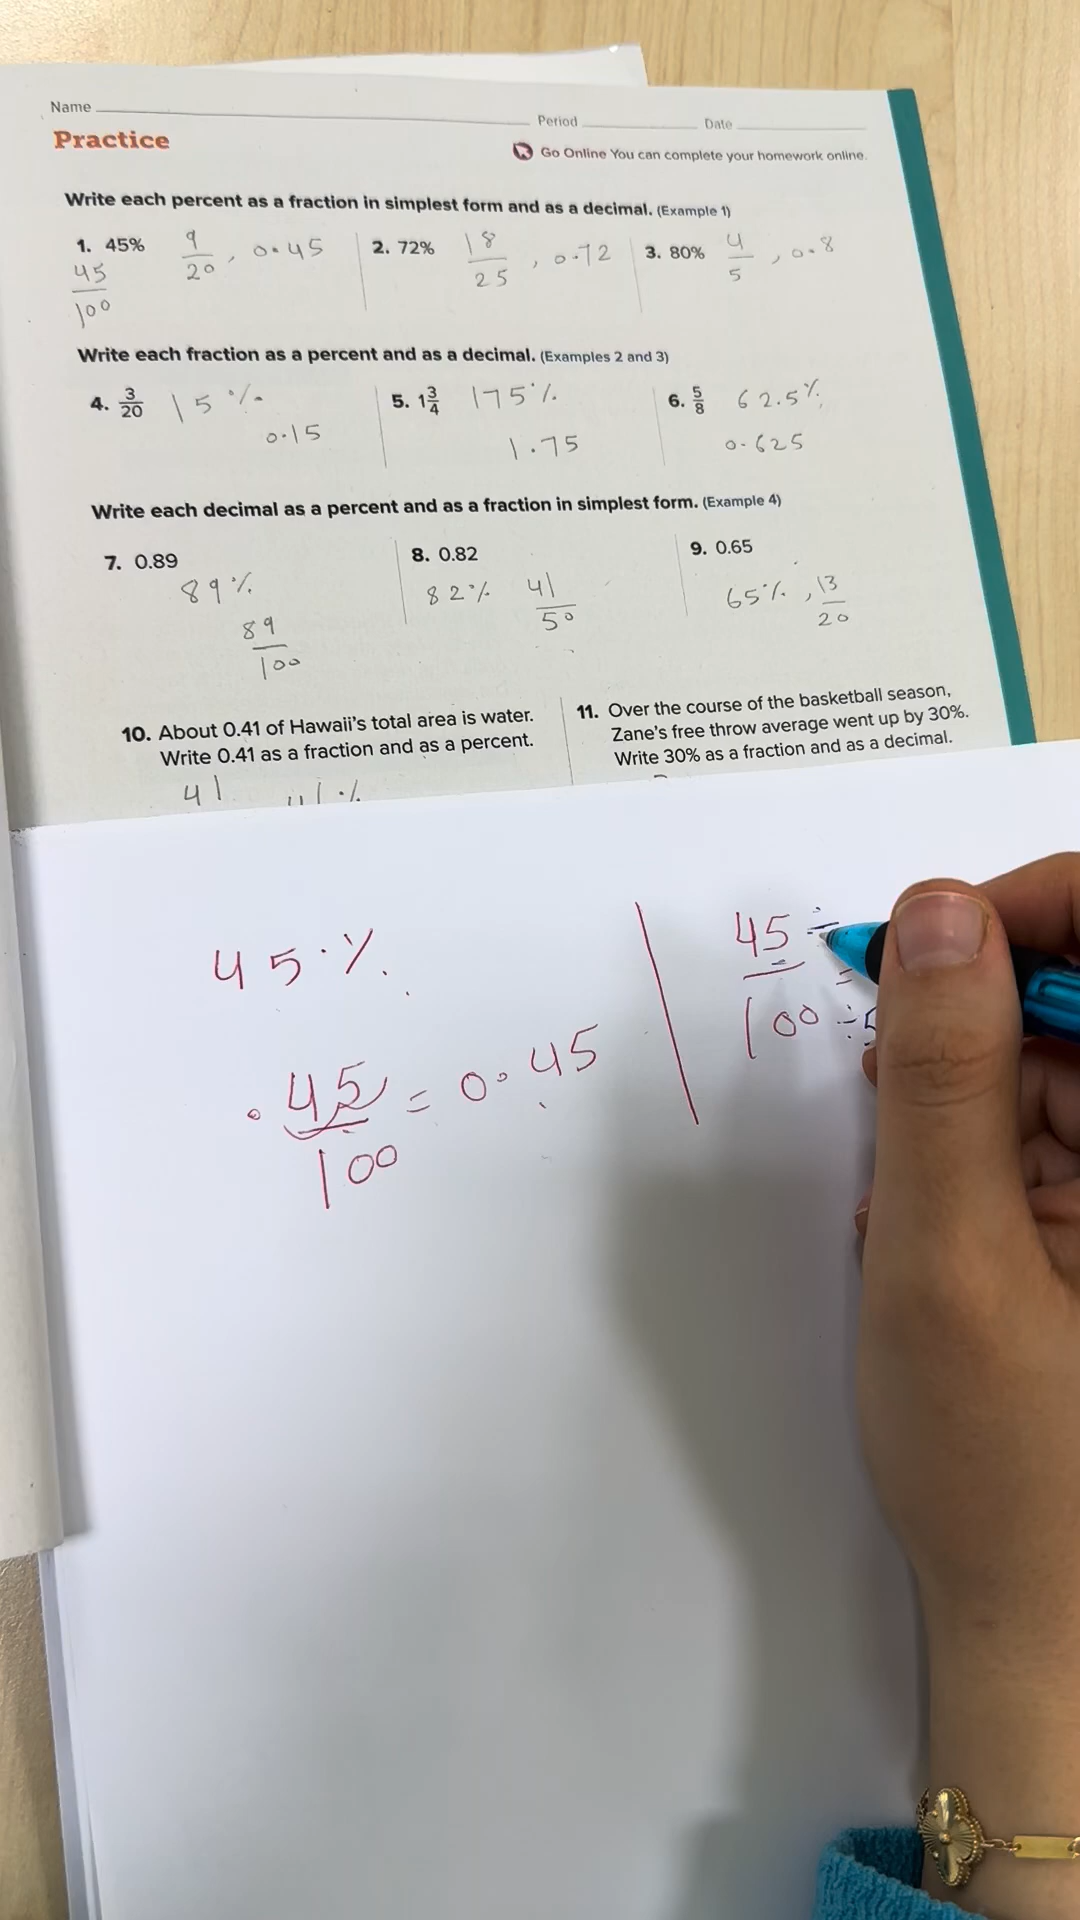 Name
Period
Date
Practice
Go Online You can complete your homework online.
Write each percent as a fraction in simplest form and as a decimal. (Example 1)
1. 45% 9/20, 0.45
45/100
2. 72% 18/25, 0.72
3. 80% 4/5, 0.8
Write each fraction as a percent and as a decimal. (Examples 2 and 3)
4. 3/20 15%
0.15
5. 1 3/4 175%
1.75
6. 5/8 62.5%
0.625
Write each decimal as a percent and as a fraction in simplest form. (Example 4)
7. 0.89
89%
89/100
8. 0.82
82% 41/50
9. 0.65
65%, 13/20
10. About 0.41 of Hawaii's total area is water.
Write 0.41 as a fraction and as a percent.
41 41%
11. Over the course of the basketball season,
Zane's free throw average went up by 30%.
Write 30% as a fraction and as a decimal.
45%
.45/100 = 0.45
45 ÷
=
100 ÷ 5